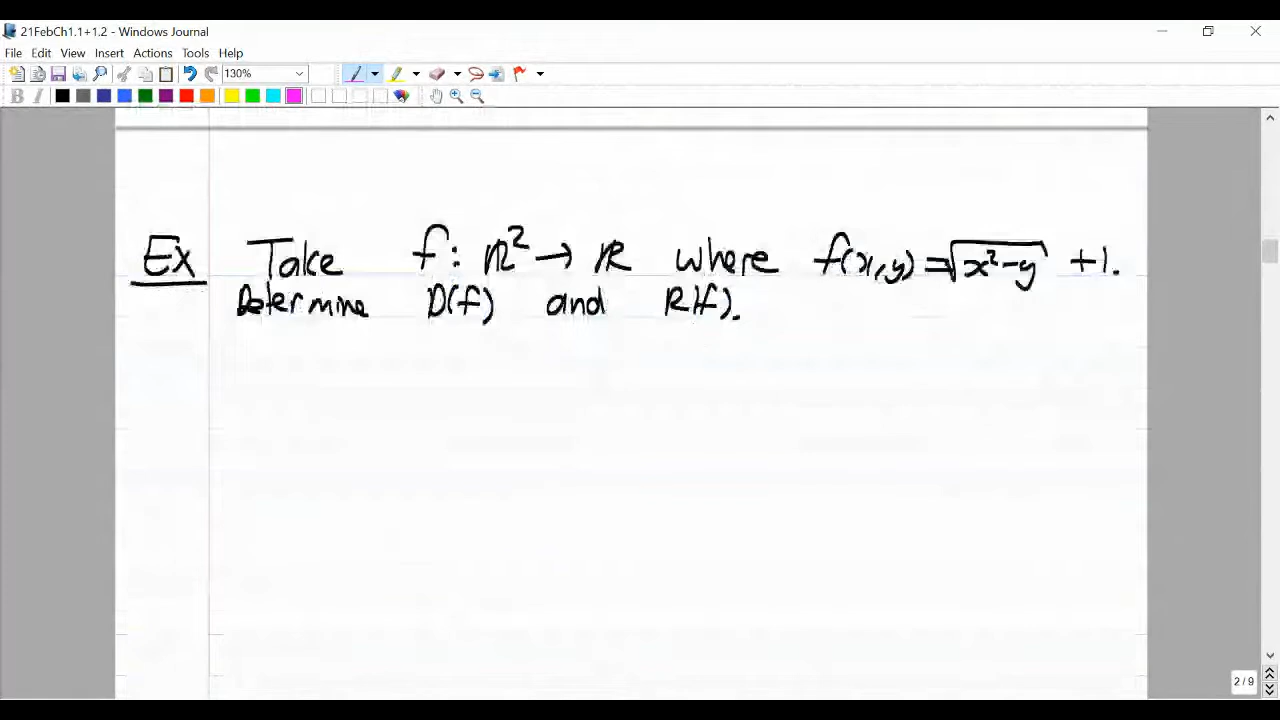 21FebCh1.1+1.2 - Windows Journal
File Edit View Insert Actions Tools Help
130%
B I
Ex Take f: ℝ² → ℝ where f(x,y) = √(x²-y) +1.
Determine D(f) and R(f).
2 / 9